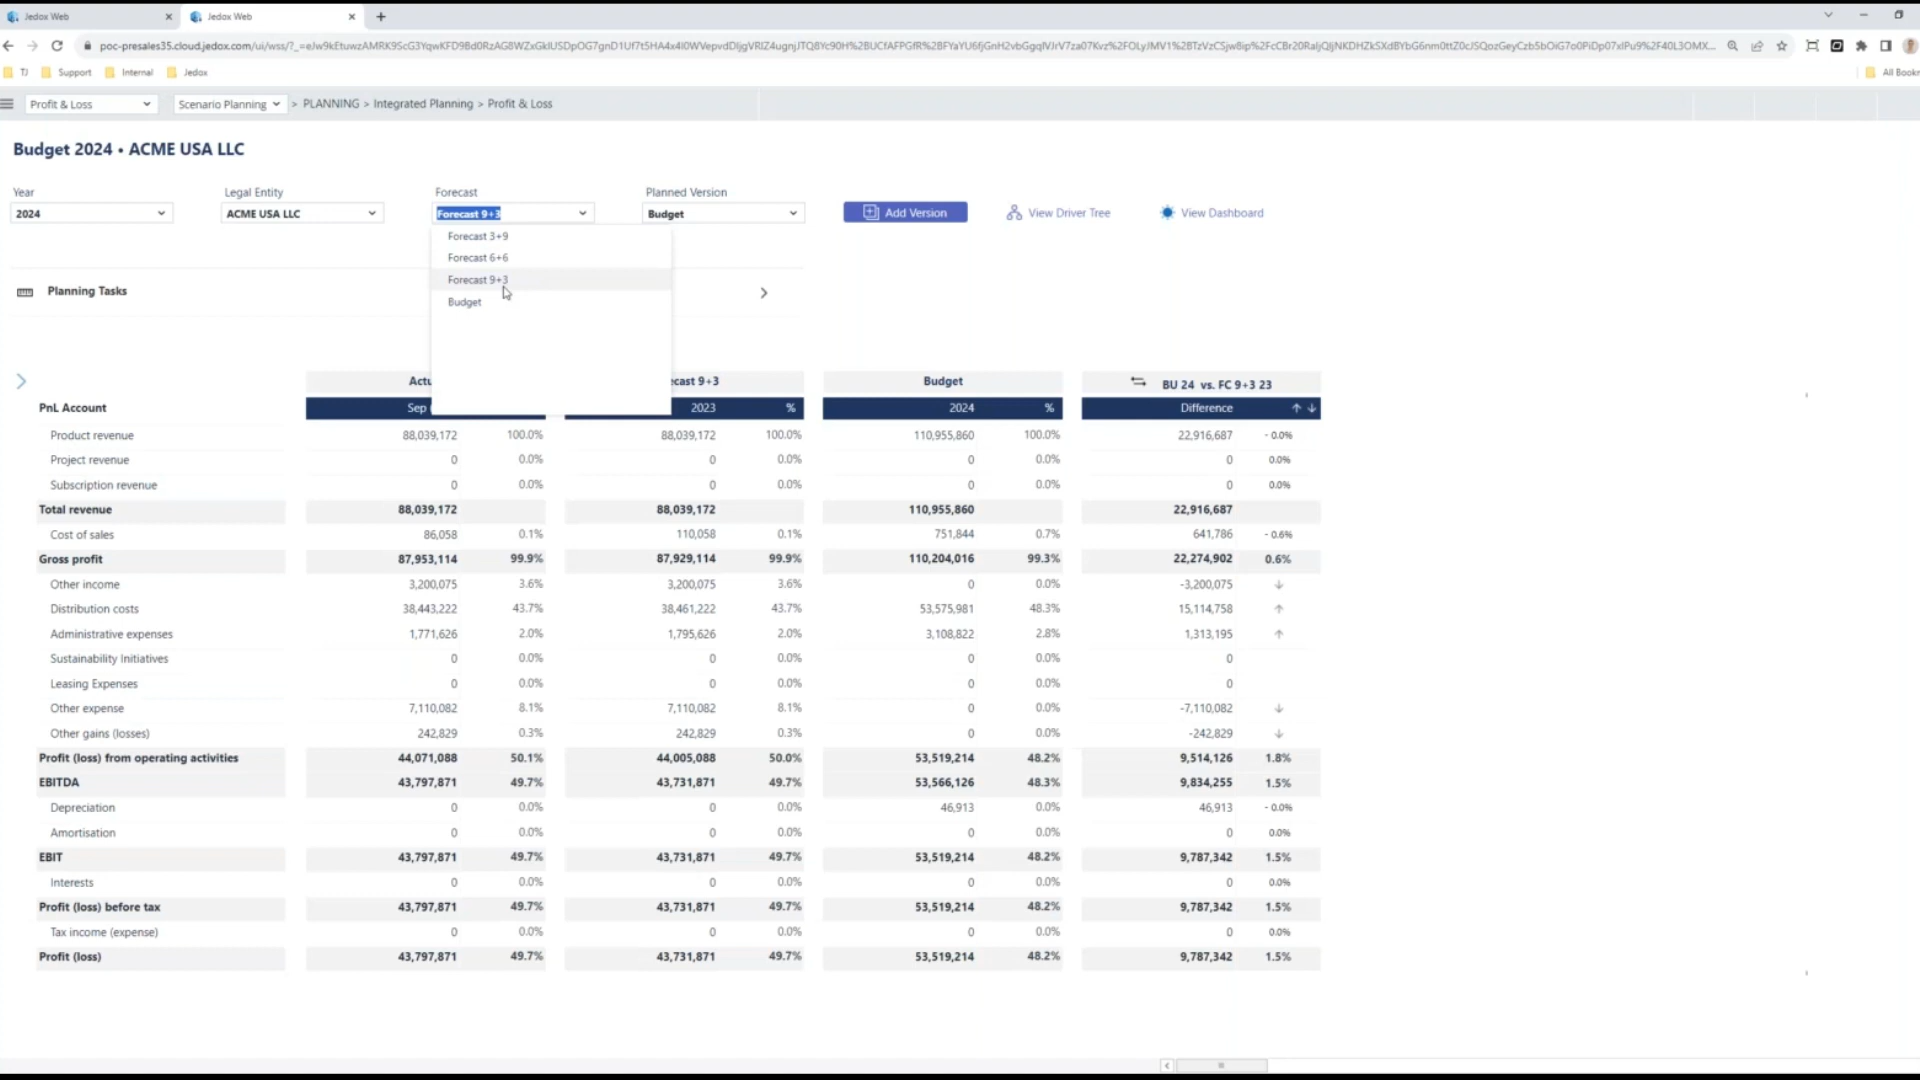 Jedox Web
Jedox Web
TJ Support Internal Jedox All Bookr
Profit & Loss Scenario Planning > PLANNING > Integrated Planning > Profit & Loss
Budget 2024 • ACME USA LLC
Year Legal Entity Forecast Planned Version
2024 ACME USA LLC Forecast 9+3 Budget Add Version View Driver Tree View Dashboard
Forecast 3+9
Forecast 6+6
Forecast 9+3
Budget
Planning Tasks
Actu ecast 9+3 Budget BU 24 vs. FC 9+3 23
PnL Account Sep 2023 % 2024 % Difference
Product revenue 88,039,172 100.0% 88,039,172 100.0% 110,955,860 100.0% 22,916,687 - 0.0%
Project revenue 0 0.0% 0 0.0% 0 0.0% 0 0.0%
Subscription revenue 0 0.0% 0 0.0% 0 0.0% 0 0.0%
Total revenue 88,039,172 88,039,172 110,955,860 22,916,687
Cost of sales 86,058 0.1% 110,058 0.1% 751,844 0.7% 641,786 - 0.6%
Gross profit 87,953,114 99.9% 87,929,114 99.9% 110,204,016 99.3% 22,274,902 0.6%
Other income 3,200,075 3.6% 3,200,075 3.6% 0 0.0% -3,200,075 ↓
Distribution costs 38,443,222 43.7% 38,461,222 43.7% 53,575,981 48.3% 15,114,758 ↑
Administrative expenses 1,771,626 2.0% 1,795,626 2.0% 3,108,822 2.8% 1,313,195 ↑
Sustainability Initiatives 0 0.0% 0 0.0% 0 0.0% 0
Leasing Expenses 0 0.0% 0 0.0% 0 0.0% 0
Other expense 7,110,082 8.1% 7,110,082 8.1% 0 0.0% -7,110,082 ↓
Other gains (losses) 242,829 0.3% 242,829 0.3% 0 0.0% -242,829 ↓
Profit (loss) from operating activities 44,071,088 50.1% 44,005,088 50.0% 53,519,214 48.2% 9,514,126 1.8%
EBITDA 43,797,871 49.7% 43,731,871 49.7% 53,566,126 48.3% 9,834,255 1.5%
Depreciation 0 0.0% 0 0.0% 46,913 0.0% 46,913 - 0.0%
Amortisation 0 0.0% 0 0.0% 0 0.0% 0 0.0%
EBIT 43,797,871 49.7% 43,731,871 49.7% 53,519,214 48.2% 9,787,342 1.5%
Interests 0 0.0% 0 0.0% 0 0.0% 0 0.0%
Profit (loss) before tax 43,797,871 49.7% 43,731,871 49.7% 53,519,214 48.2% 9,787,342 1.5%
Tax income (expense) 0 0.0% 0 0.0% 0 0.0% 0 0.0%
Profit (loss) 43,797,871 49.7% 43,731,871 49.7% 53,519,214 48.2% 9,787,342 1.5%